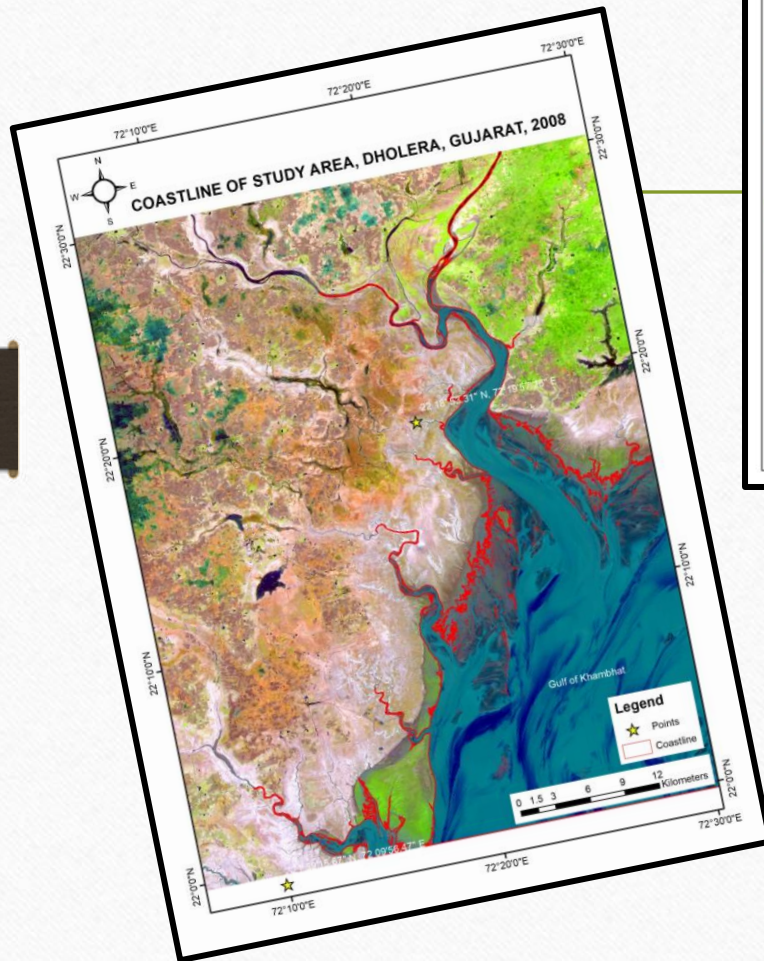 72°10'0"E
72°20'0"E
72°30'0"E
N
W E
S
COASTLINE OF STUDY AREA, DHOLERA, GUJARAT, 2008
22°30'0"N
22°30'0"N
22°20'0"N
22°20'0"N
22°10'0"N
22°10'0"N
Gulf of Khambhat
Legend
Points
Coastline
0 1.5 3 6 9 12
Kilometers
22°0'0"N
22°0'0"N
72°10'0"E
72°20'0"E
72°30'0"E